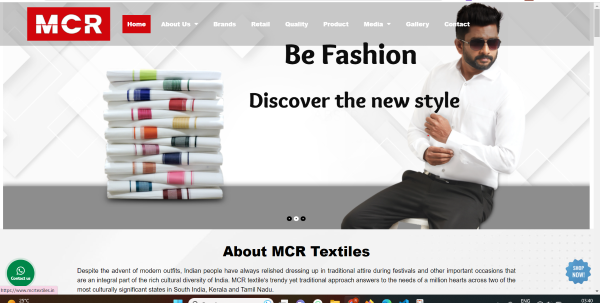 MCR
Home About Us Brands Retail Quality Product Media Gallery Contact
Be Fashion
Discover the new style
About MCR Textiles
Despite the advent of modern outfits, Indian people have always relished dressing up in traditional attire during festivals and other important occasions that
are an integral part of the rich cultural diversity of India. MCR textile's trendy yet traditional approach answers to the needs of a million hearts across two of the
most culturally significant states in South India, Kerala and Tamil Nadu.
Contact us
SHOP
NOW!
https://www.mcrtextiles.in
25°C
Search
ENG
03:40